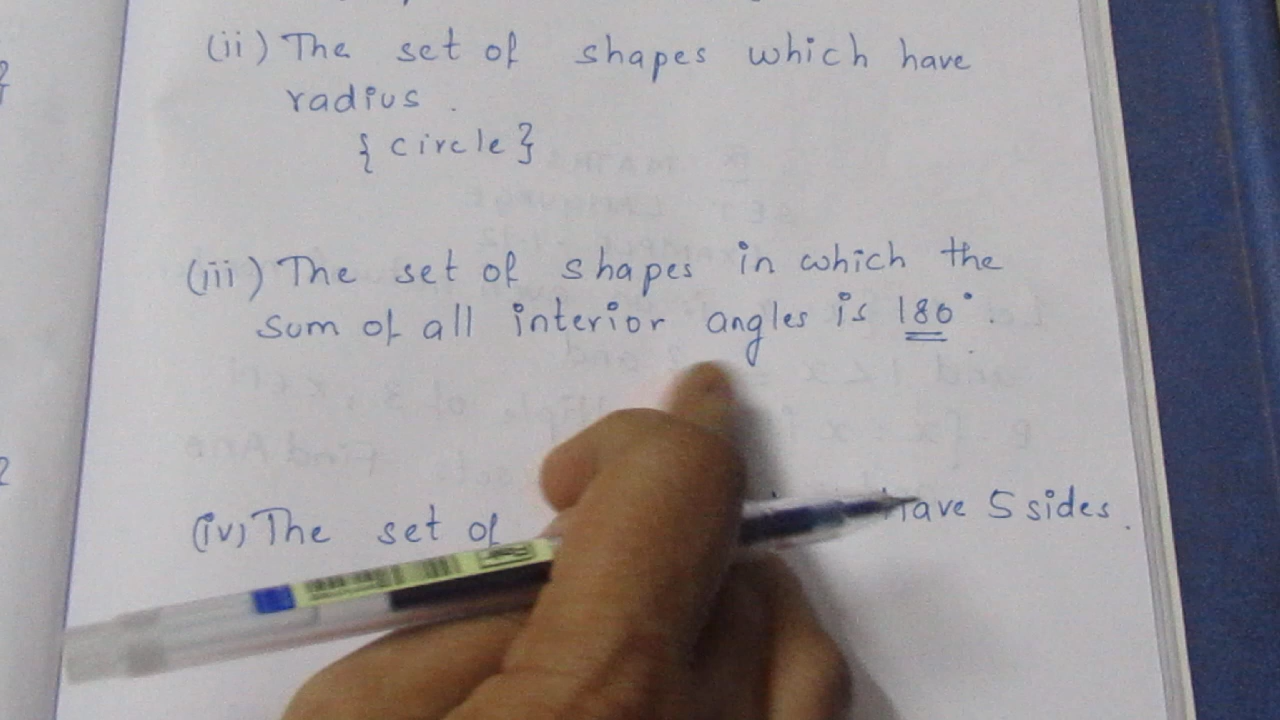 (ii) The set of shapes which have
radius.
{ circle }
(iii) The set of shapes in which the
sum of all interior angles is 180°.
(iv) The set of have 5 sides.